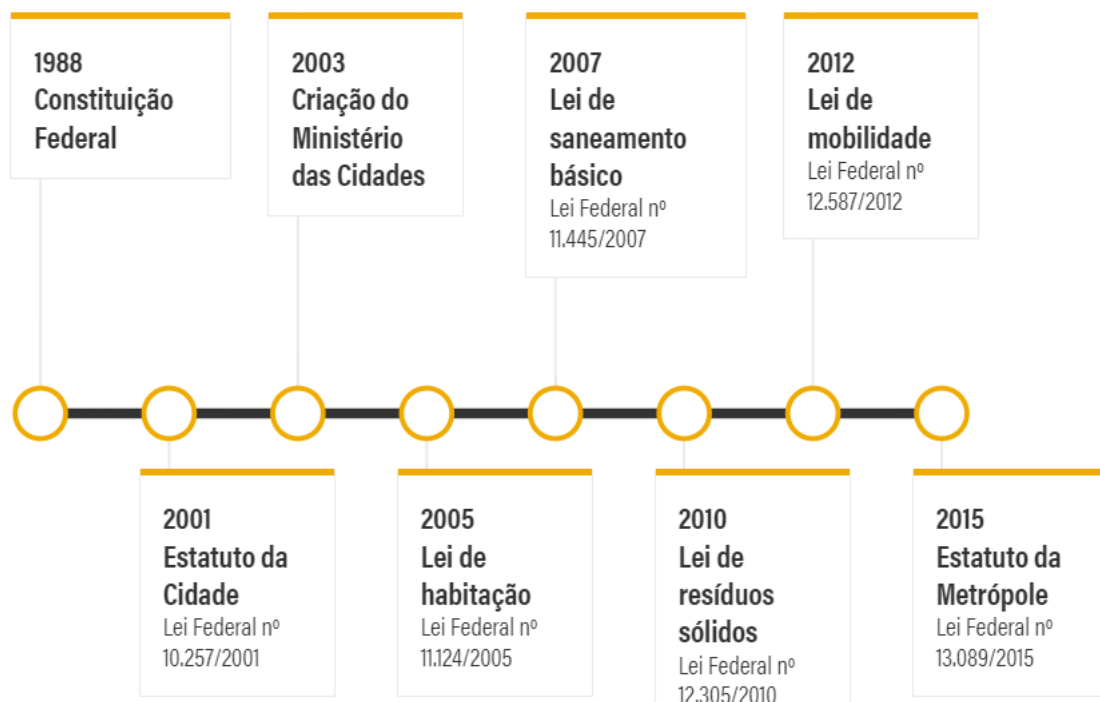 1988
Constituição
Federal
2003
Criação do
Ministério
das Cidades
2007
Lei de
saneamento
básico
Lei Federal nº
11.445/2007
2012
Lei de
mobilidade
Lei Federal nº
12.587/2012
2001
Estatuto da
Cidade
Lei Federal nº
10.257/2001
2005
Lei de
habitação
Lei Federal nº
11.124/2005
2010
Lei de
resíduos
sólidos
Lei Federal nº
12.305/2010
2015
Estatuto da
Metrópole
Lei Federal nº
13.089/2015